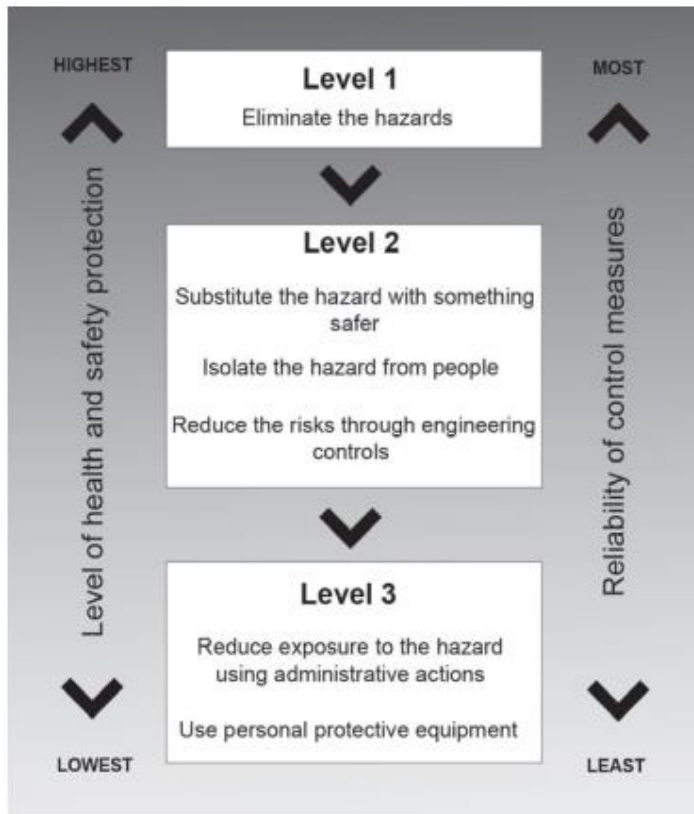 HIGHEST
MOST
Level 1
Eliminate the hazards
Level of health and safety protection
Reliability of control measures
Level 2
Substitute the hazard with something
safer
Isolate the hazard from people
Reduce the risks through engineering
controls
Level 3
Reduce exposure to the hazard
using administrative actions
Use personal protective equipment
LOWEST
LEAST